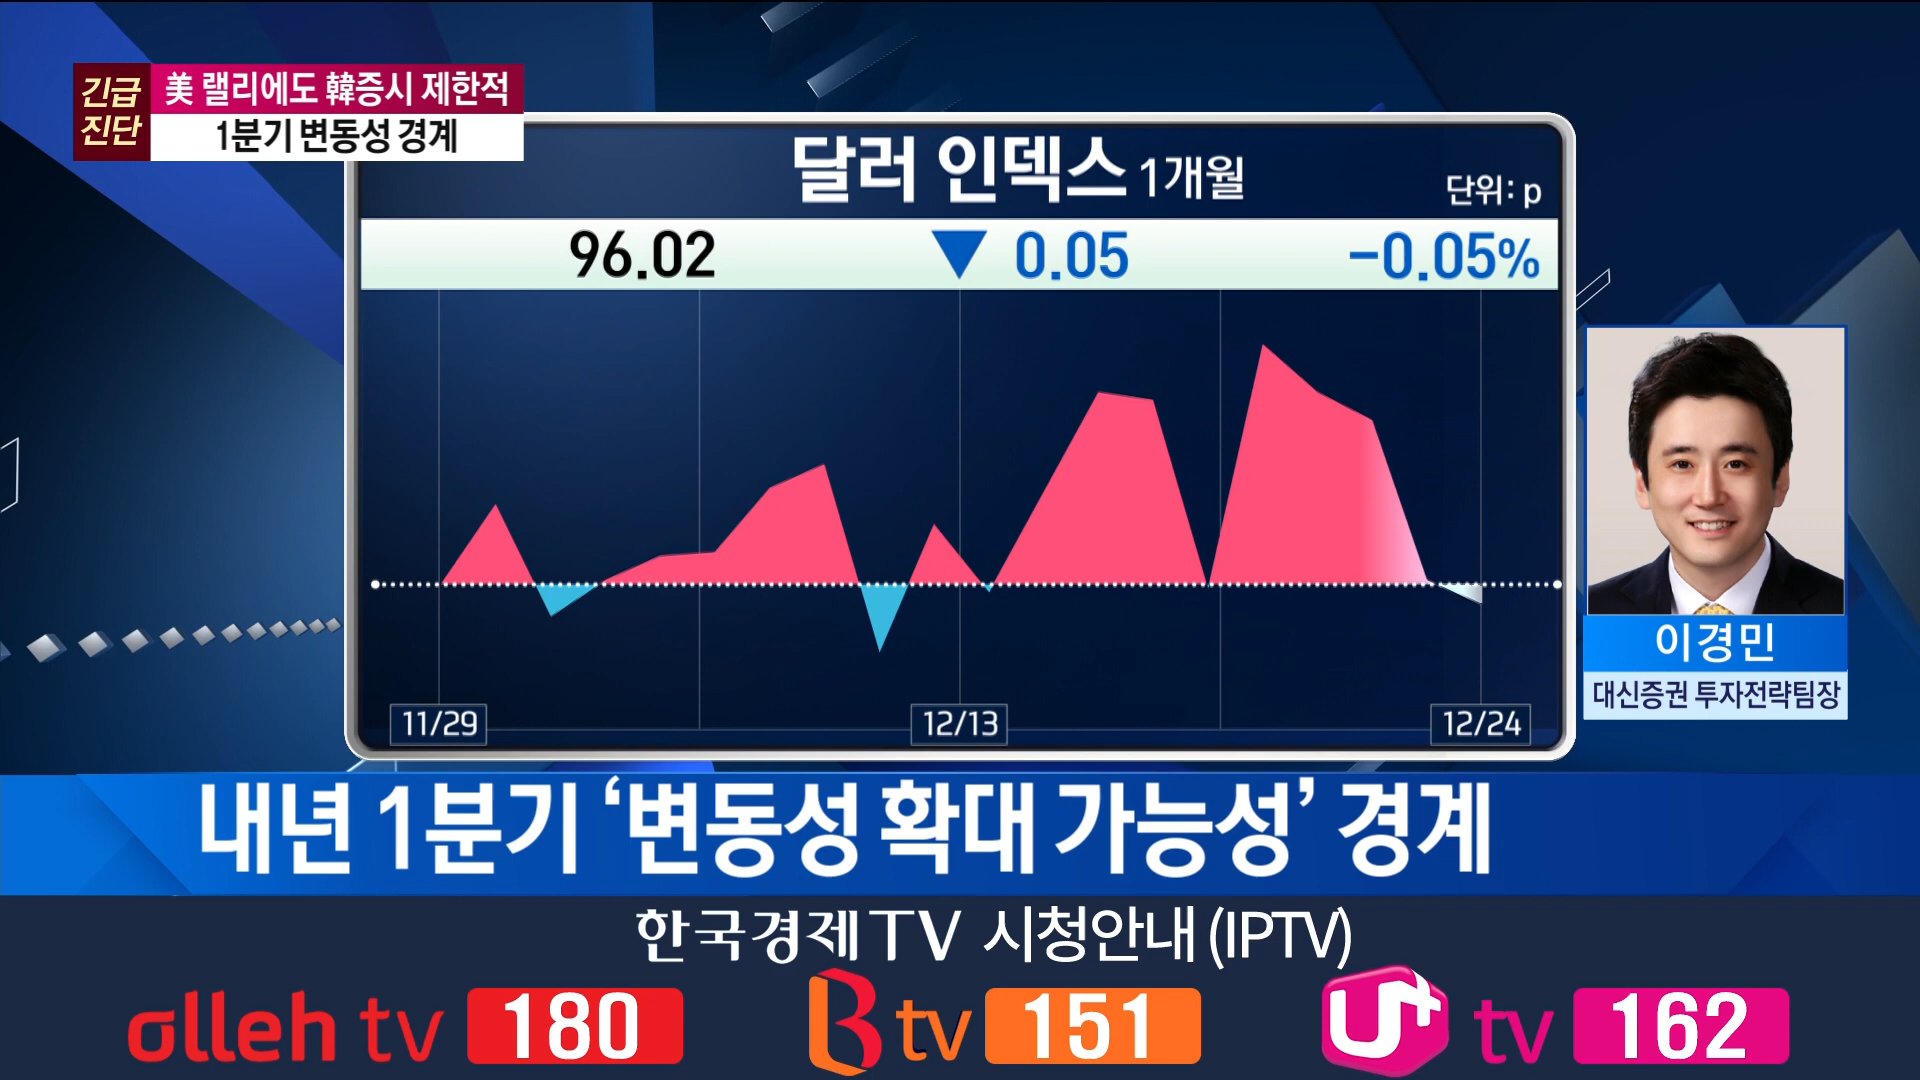 긴급
진단
美 랠리에도 韓증시 제한적
1분기 변동성 경계
달러 인덱스 1개월
단위: p
96.02 ▼ 0.05 -0.05%
11/29 12/13 12/24
이경민
대신증권 투자전략팀장
내년 1분기 ‘변동성 확대 가능성’ 경계
한국경제TV 시청안내 (IPTV)
olleh tv 180 B tv 151 U+ tv 162